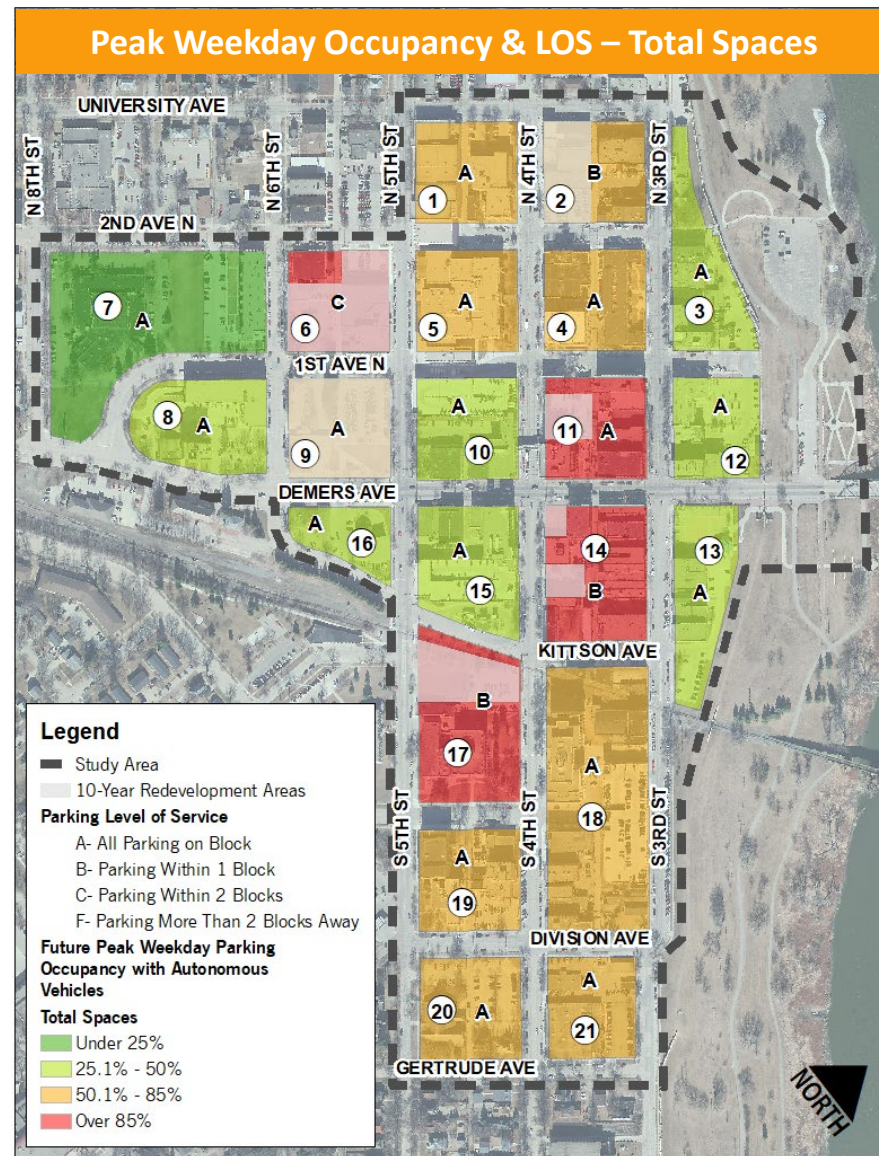 Peak Weekday Occupancy & LOS – Total Spaces
UNIVERSITY AVE
N 8TH ST
N 6TH ST
N 5TH ST
N 4TH ST
N 3RD ST
2ND AVE N
A
1
B
2
A
3
7
A
C
6
A
5
A
4
1ST AVE N
8
A
A
9
A
10
11
A
A
12
DEMERS AVE
A
16
A
15
14
B
13
A
KITTSON AVE
B
17
A
18
S 5TH ST
S 4TH ST
S 3RD ST
A
19
DIVISION AVE
20
A
A
21
GERTRUDE AVE
NORTH
Legend
Study Area
10-Year Redevelopment Areas
Parking Level of Service
A- All Parking on Block
B- Parking Within 1 Block
C- Parking Within 2 Blocks
F- Parking More Than 2 Blocks Away
Future Peak Weekday Parking
Occupancy with Autonomous
Vehicles
Total Spaces
Under 25%
25.1% - 50%
50.1% - 85%
Over 85%